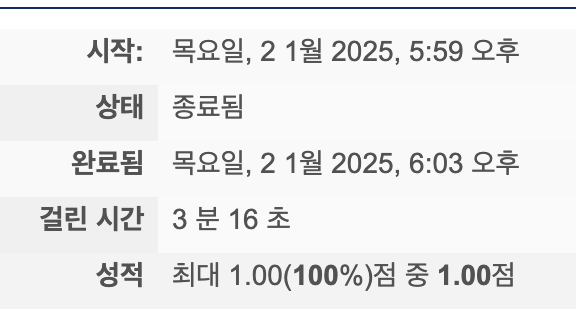 시작: 목요일, 2 1월 2025, 5:59 오후
상태 종료됨
완료됨 목요일, 2 1월 2025, 6:03 오후
걸린 시간 3 분 16 초
성적 최대 1.00(100%)점 중 1.00점